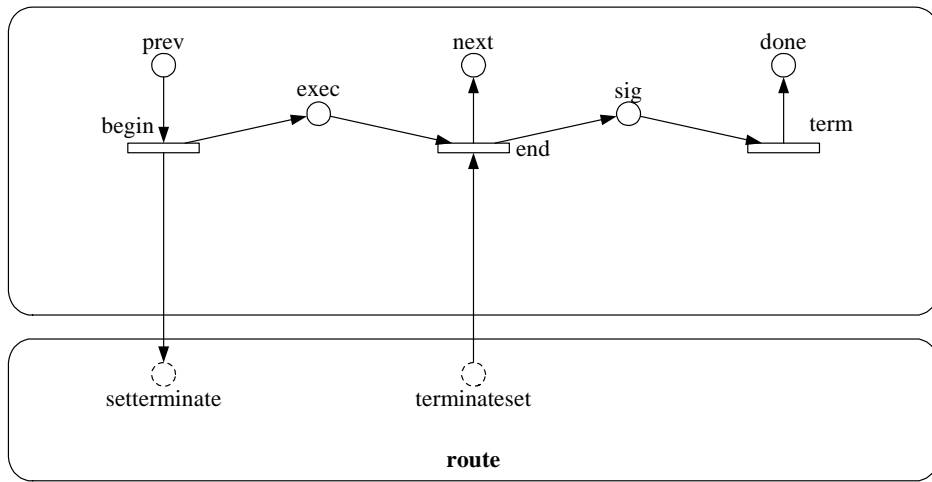 prev
next
done
exec
sig
begin
term
end
setterminate
terminateset
route